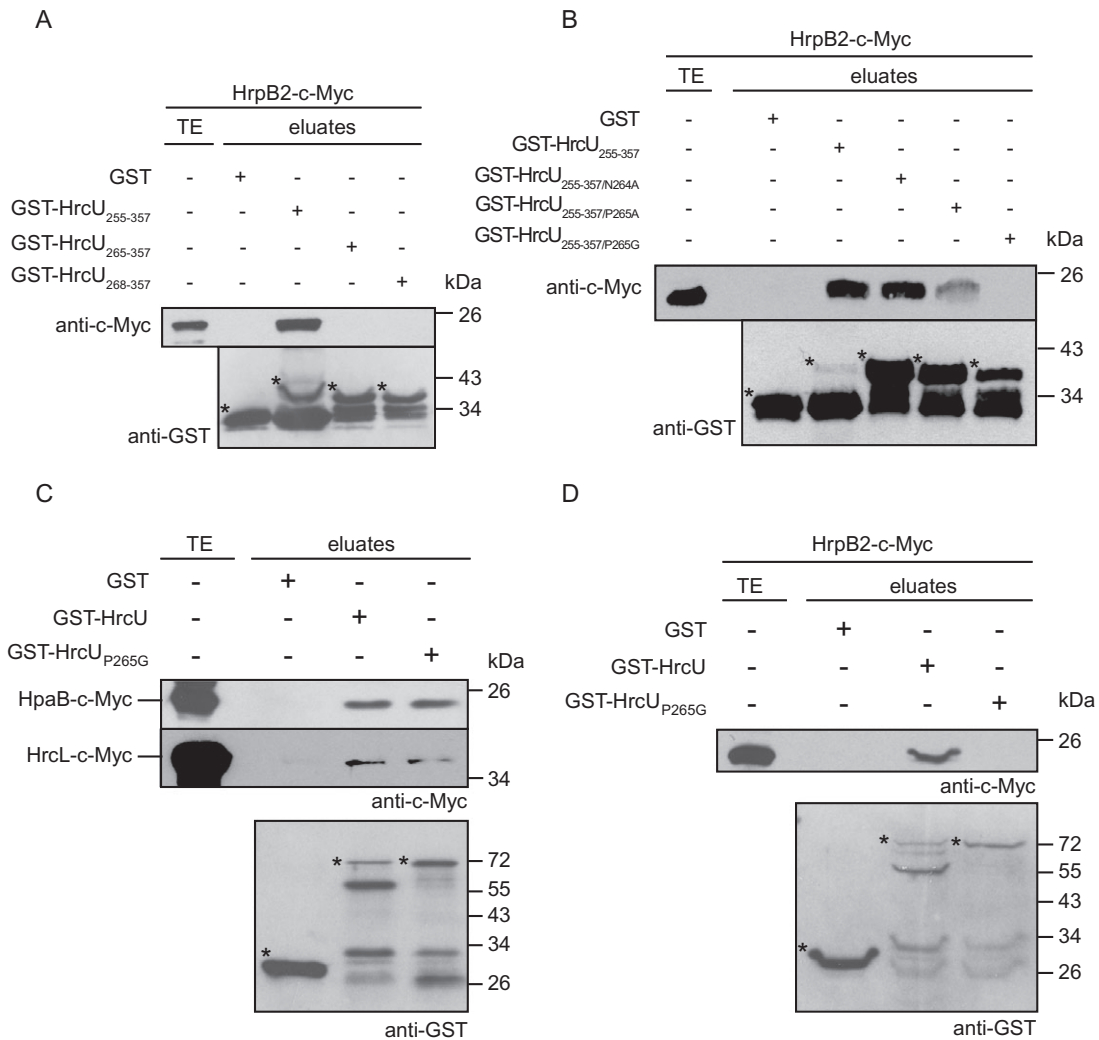 A
HrpB2-c-Myc
TE eluates
GST - + - - -
GST-HrcU255-357 - - + - -
GST-HrcU265-357 - - - + -
GST-HrcU268-357 - - - - + kDa
anti-c-Myc 26
* * * * 43
34
anti-GST
B
HrpB2-c-Myc
TE eluates
GST - + - - - -
GST-HrcU255-357 - - + - - -
GST-HrcU255-357/N264A - - - + - -
GST-HrcU255-357/P265A - - - - + -
GST-HrcU255-357/P265G - - - - - + kDa
anti-c-Myc 26
* * * * * 43
34
anti-GST
C
TE eluates
GST - + - -
GST-HrcU - - + -
GST-HrcUP265G - - - + kDa
HpaB-c-Myc 26
HrcL-c-Myc
34
anti-c-Myc
* * 72
55
43
* 34
26
anti-GST
D
HrpB2-c-Myc
TE eluates
GST - + - -
GST-HrcU - - + -
GST-HrcUP265G - - - + kDa
26
anti-c-Myc
* * 72
55
43
* 34
26
anti-GST